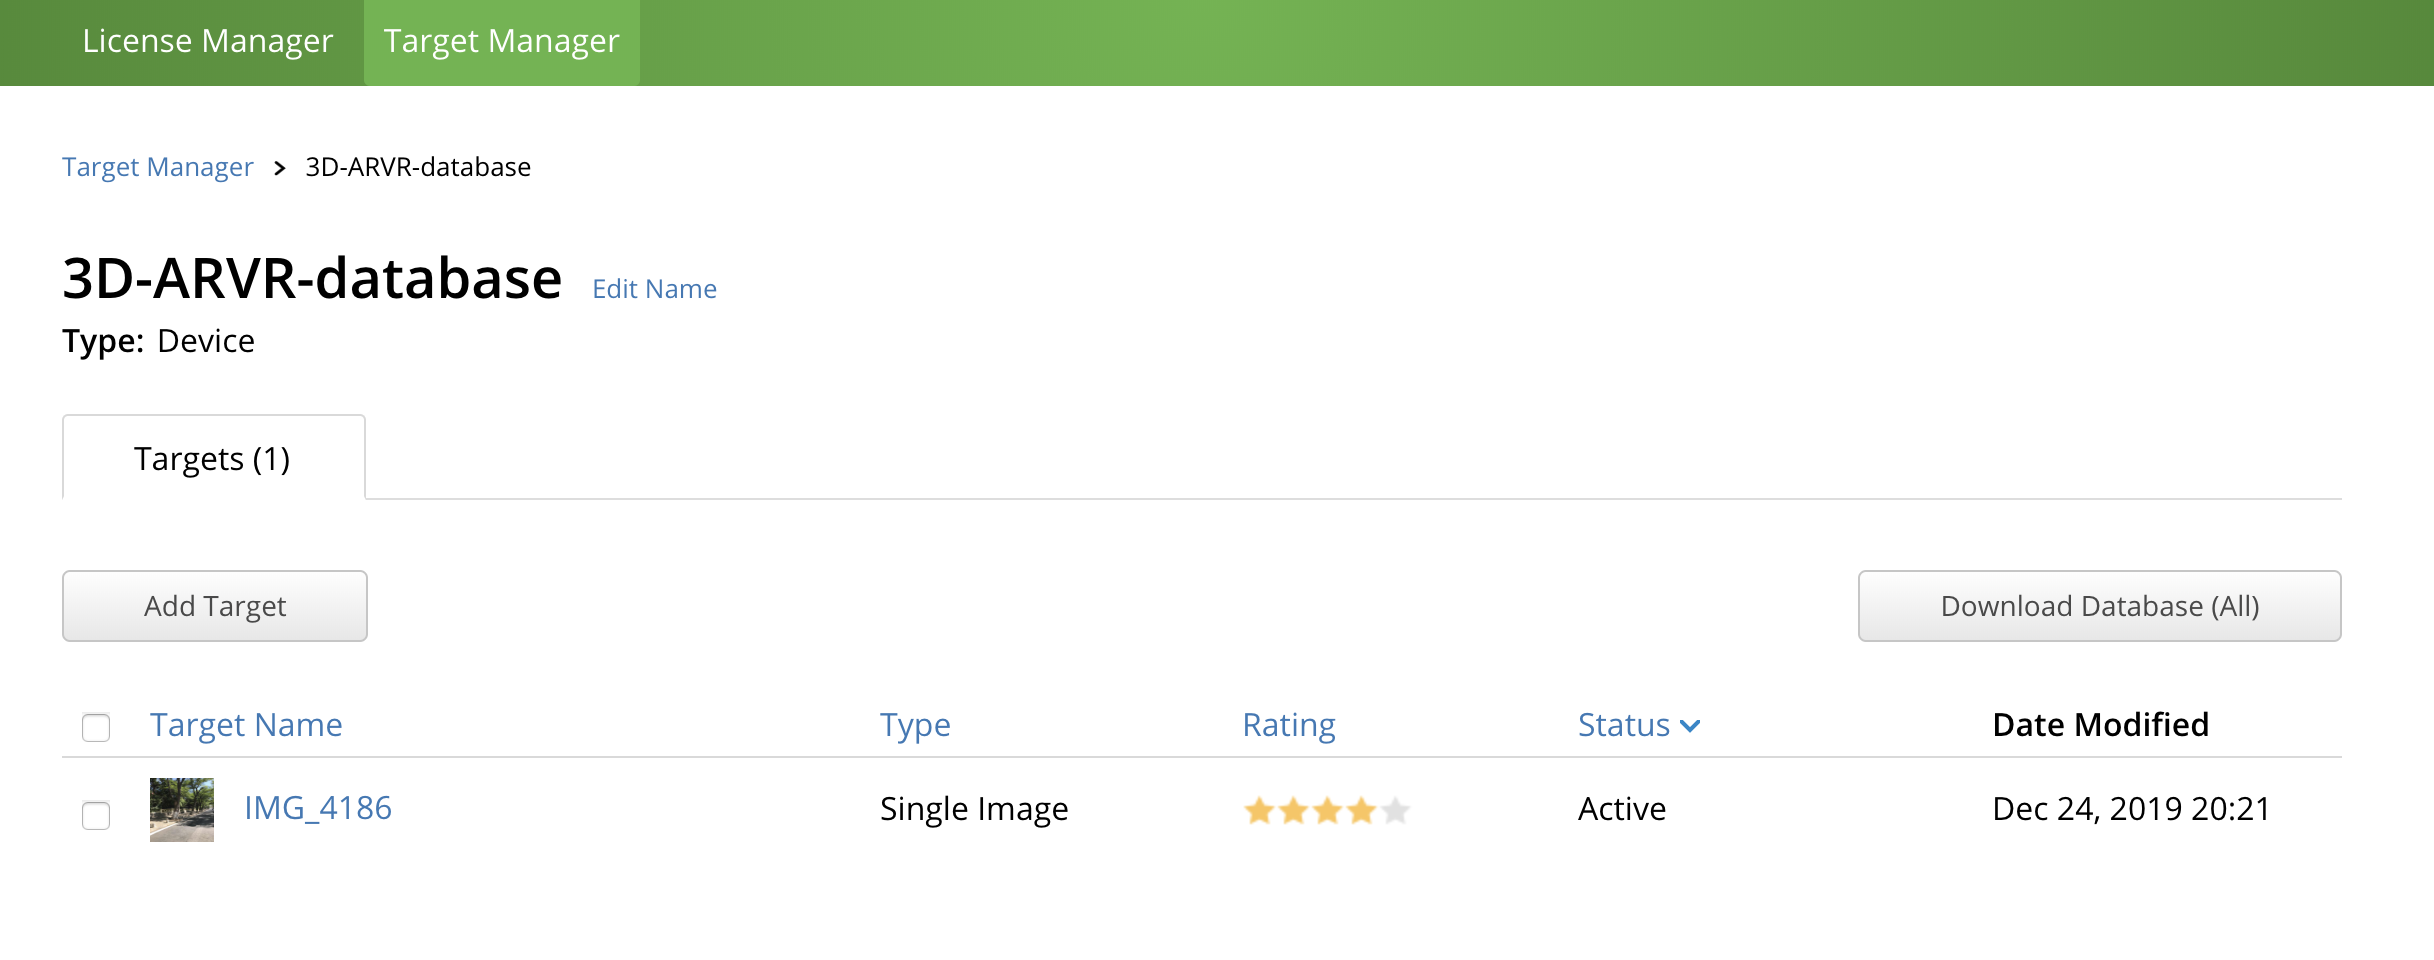 License Manager Target Manager
Target Manager > 3D-ARVR-database
3D-ARVR-database Edit Name
Type: Device
Targets (1)
Add Target Download Database (All)
Target Name Type Rating Status Date Modified
IMG_4186 Single Image Active Dec 24, 2019 20:21